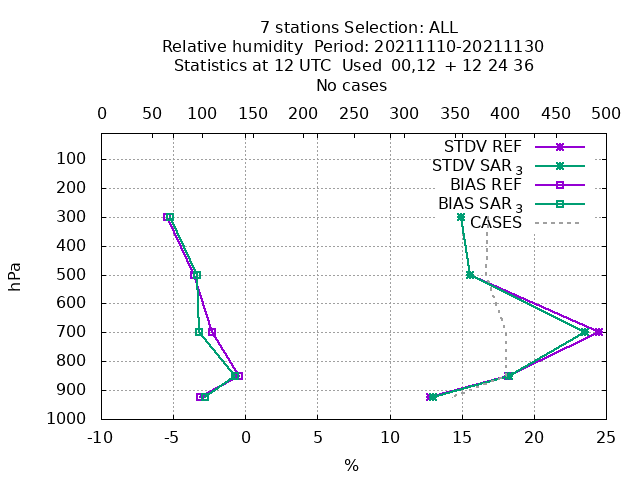 7 stations Selection: ALL
Relative humidity  Period: 20211110-20211130
Statistics at 12 UTC  Used  00,12  + 12 24 36
No cases
0 50 100 150 200 250 300 350 400 450 500
STDV REF
STDV SAR 3
BIAS REF
BIAS SAR 3
CASES
100
200
300
400
500
600
700
800
900
1000
hPa
-10 -5 0 5 10 15 20 25
%